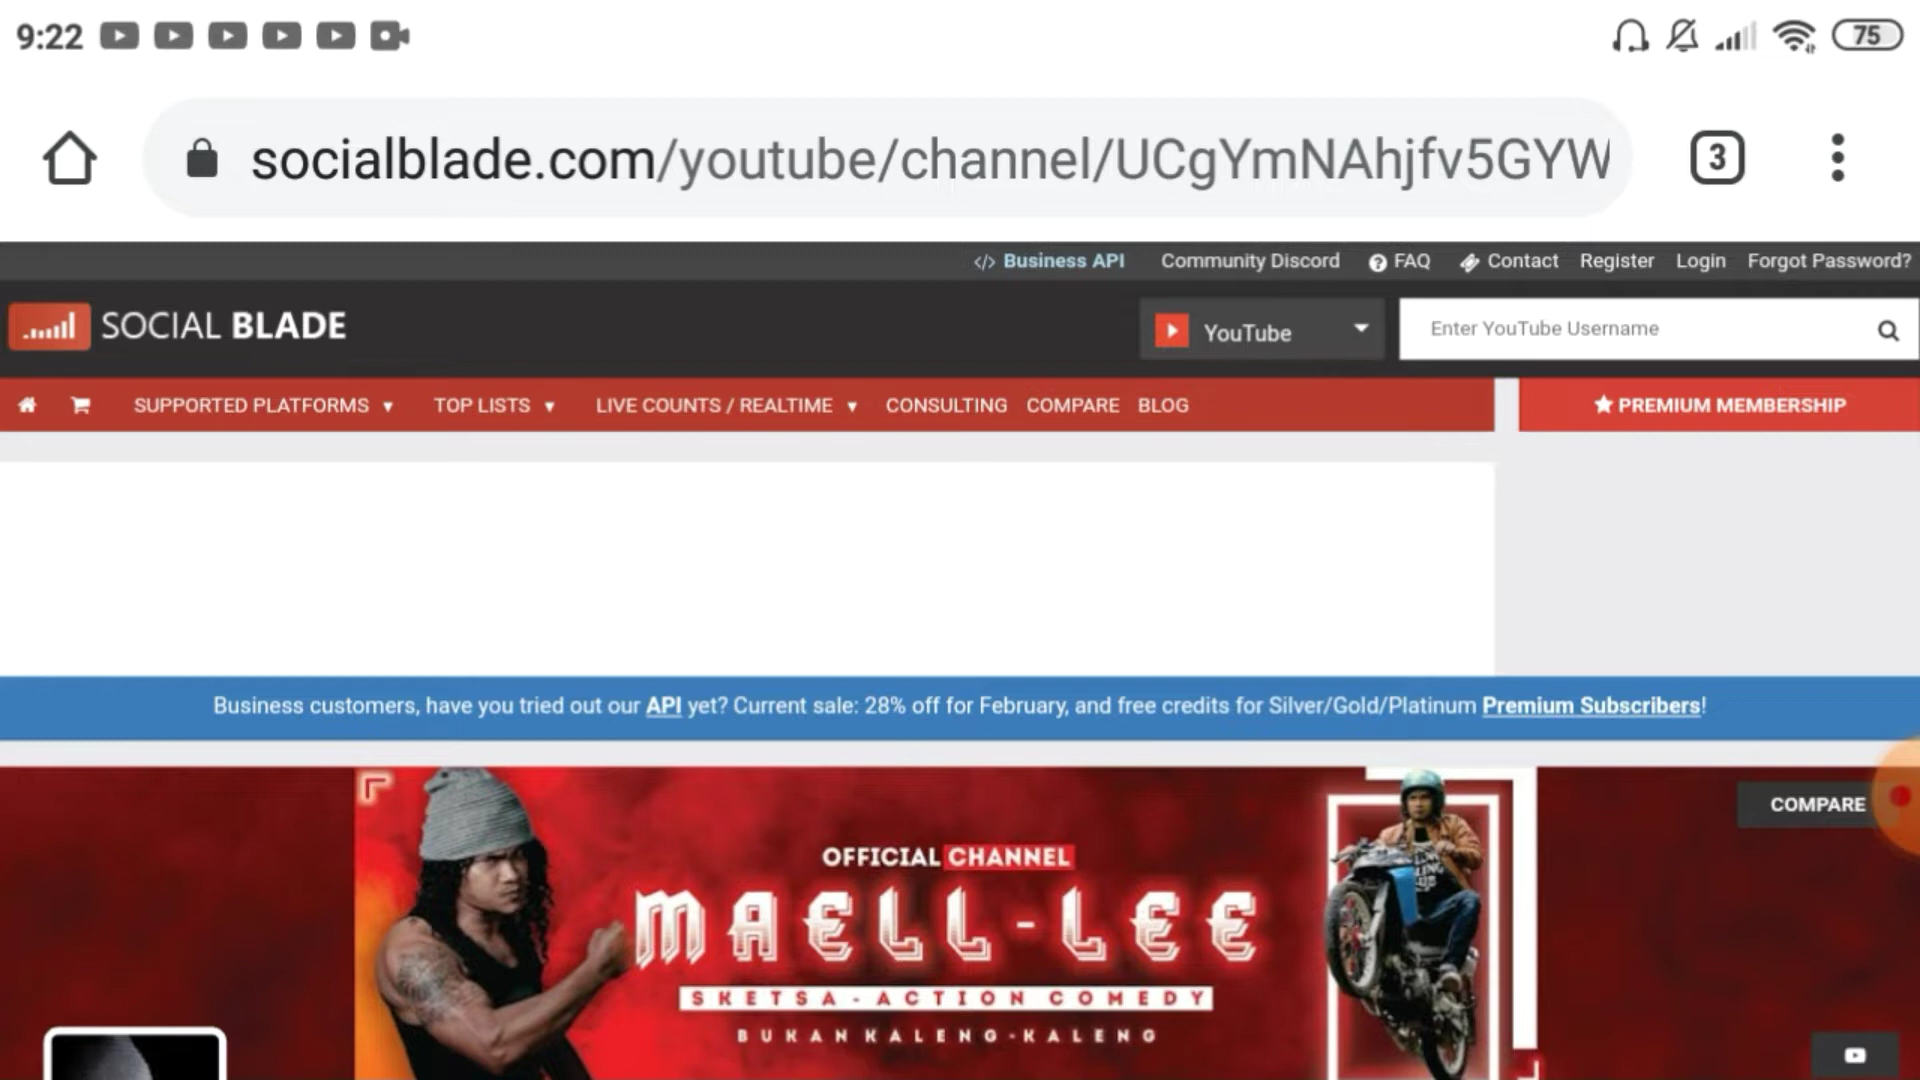 9:22
75
socialblade.com/youtube/channel/UCgYmNAhjfv5GYW
3
</> Business API Community Discord ? FAQ Contact Register Login Forgot Password?
SOCIAL BLADE
YouTube
Enter YouTube Username
SUPPORTED PLATFORMS TOP LISTS LIVE COUNTS / REALTIME CONSULTING COMPARE BLOG
PREMIUM MEMBERSHIP
Business customers, have you tried out our API yet? Current sale: 28% off for February, and free credits for Silver/Gold/Platinum Premium Subscribers!
COMPARE
OFFICIAL CHANNEL
MAELL-LEE
SKETSA-ACTION COMEDY
BUKAN KALENG-KALENG